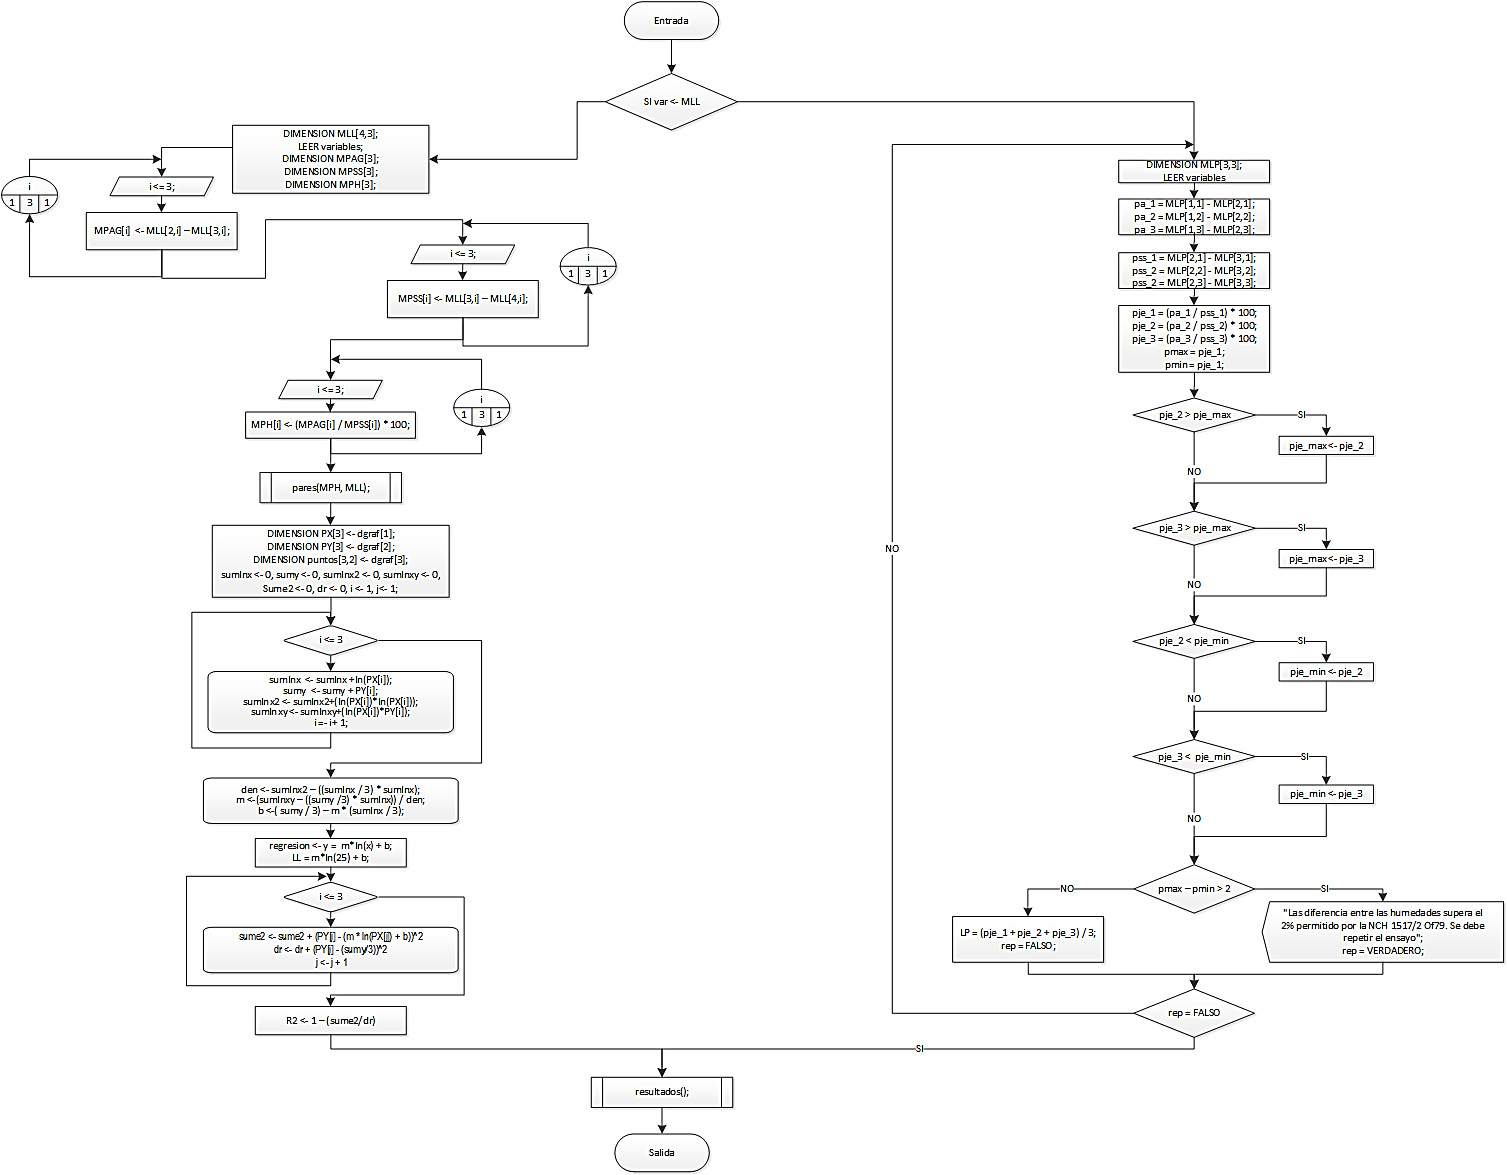 Entrada
SI var <- MLL
DIMENSION MLL[4,3];
LEER variables;
DIMENSION MPAG[3];
DIMENSION MPSS[3];
DIMENSION MPH[3];
i
1 3 1
i <= 3;
MPAG[i] <- MLL[2,i] – MLL[3,i];
i <= 3;
i
1 3 1
MPSS[i] <- MLL[3,i] – MLL[4,i];
i <= 3;
i
1 3 1
MPH[i] <- (MPAG[i] / MPSS[i]) * 100;
pares(MPH, MLL);
DIMENSION PX[3] <- dgraf[1];
DIMENSION PY[3] <- dgraf[2];
DIMENSION puntos[3,2] <- dgraf[3];
sumlnx <- 0, sumy <- 0, sumlnx2 <- 0, sumlnxy <- 0,
Sume2 <- 0, dr <- 0, i <- 1, j<- 1;
i <= 3
sumlnx <- sumlnx +ln(PX[i]);
sumy <- sumy + PY[i];
sumlnx2 <- sumlnx2+(ln(PX[i])*ln(PX[i]));
sumlnxy <- sumlnxy+(ln(PX[i])*PY[i]);
i =- i + 1;
den <- sumlnx2 – ((sumlnx / 3) * sumlnx);
m <-(sumlnxy – ((sumy /3) * sumlnx)) / den;
b <-( sumy / 3) – m * (sumlnx / 3);
regresion <- y = m*ln(x) + b;
LL = m*ln(25) + b;
i <= 3
sume2 <- sume2 + (PY[j] - (m * ln(PX[j]) + b))^2
dr <- dr + (PY[j] - (sumy/3))^2
j <- j + 1
R2 <- 1 – (sume2/dr)
DIMENSION MLP[3,3];
LEER variables
pa_1 = MLP[1,1] - MLP[2,1];
pa_2 = MLP[1,2] - MLP[2,2];
pa_3 = MLP[1,3] - MLP[2,3];
pss_1 = MLP[2,1] - MLP[3,1];
pss_2 = MLP[2,2] - MLP[3,2];
pss_2 = MLP[2,3] - MLP[3,3];
pje_1 = (pa_1 / pss_1) * 100;
pje_2 = (pa_2 / pss_2) * 100;
pje_3 = (pa_3 / pss_3) * 100;
pmax = pje_1;
pmin = pje_1;
pje_2 > pje_max
SI
pje_max <- pje_2
NO
pje_3 > pje_max
SI
pje_max <- pje_3
NO
NO
pje_2 < pje_min
SI
pje_min <- pje_2
NO
pje_3 < pje_min
SI
pje_min <- pje_3
NO
pmax – pmin > 2
NO
SI
LP = (pje_1 + pje_2 + pje_3) / 3;
rep = FALSO;
"Las diferencia entre las humedades supera el
2% permitido por la NCH 1517/2 Of79. Se debe
repetir el ensayo";
rep = VERDADERO;
rep = FALSO
SI
resultados();
Salida